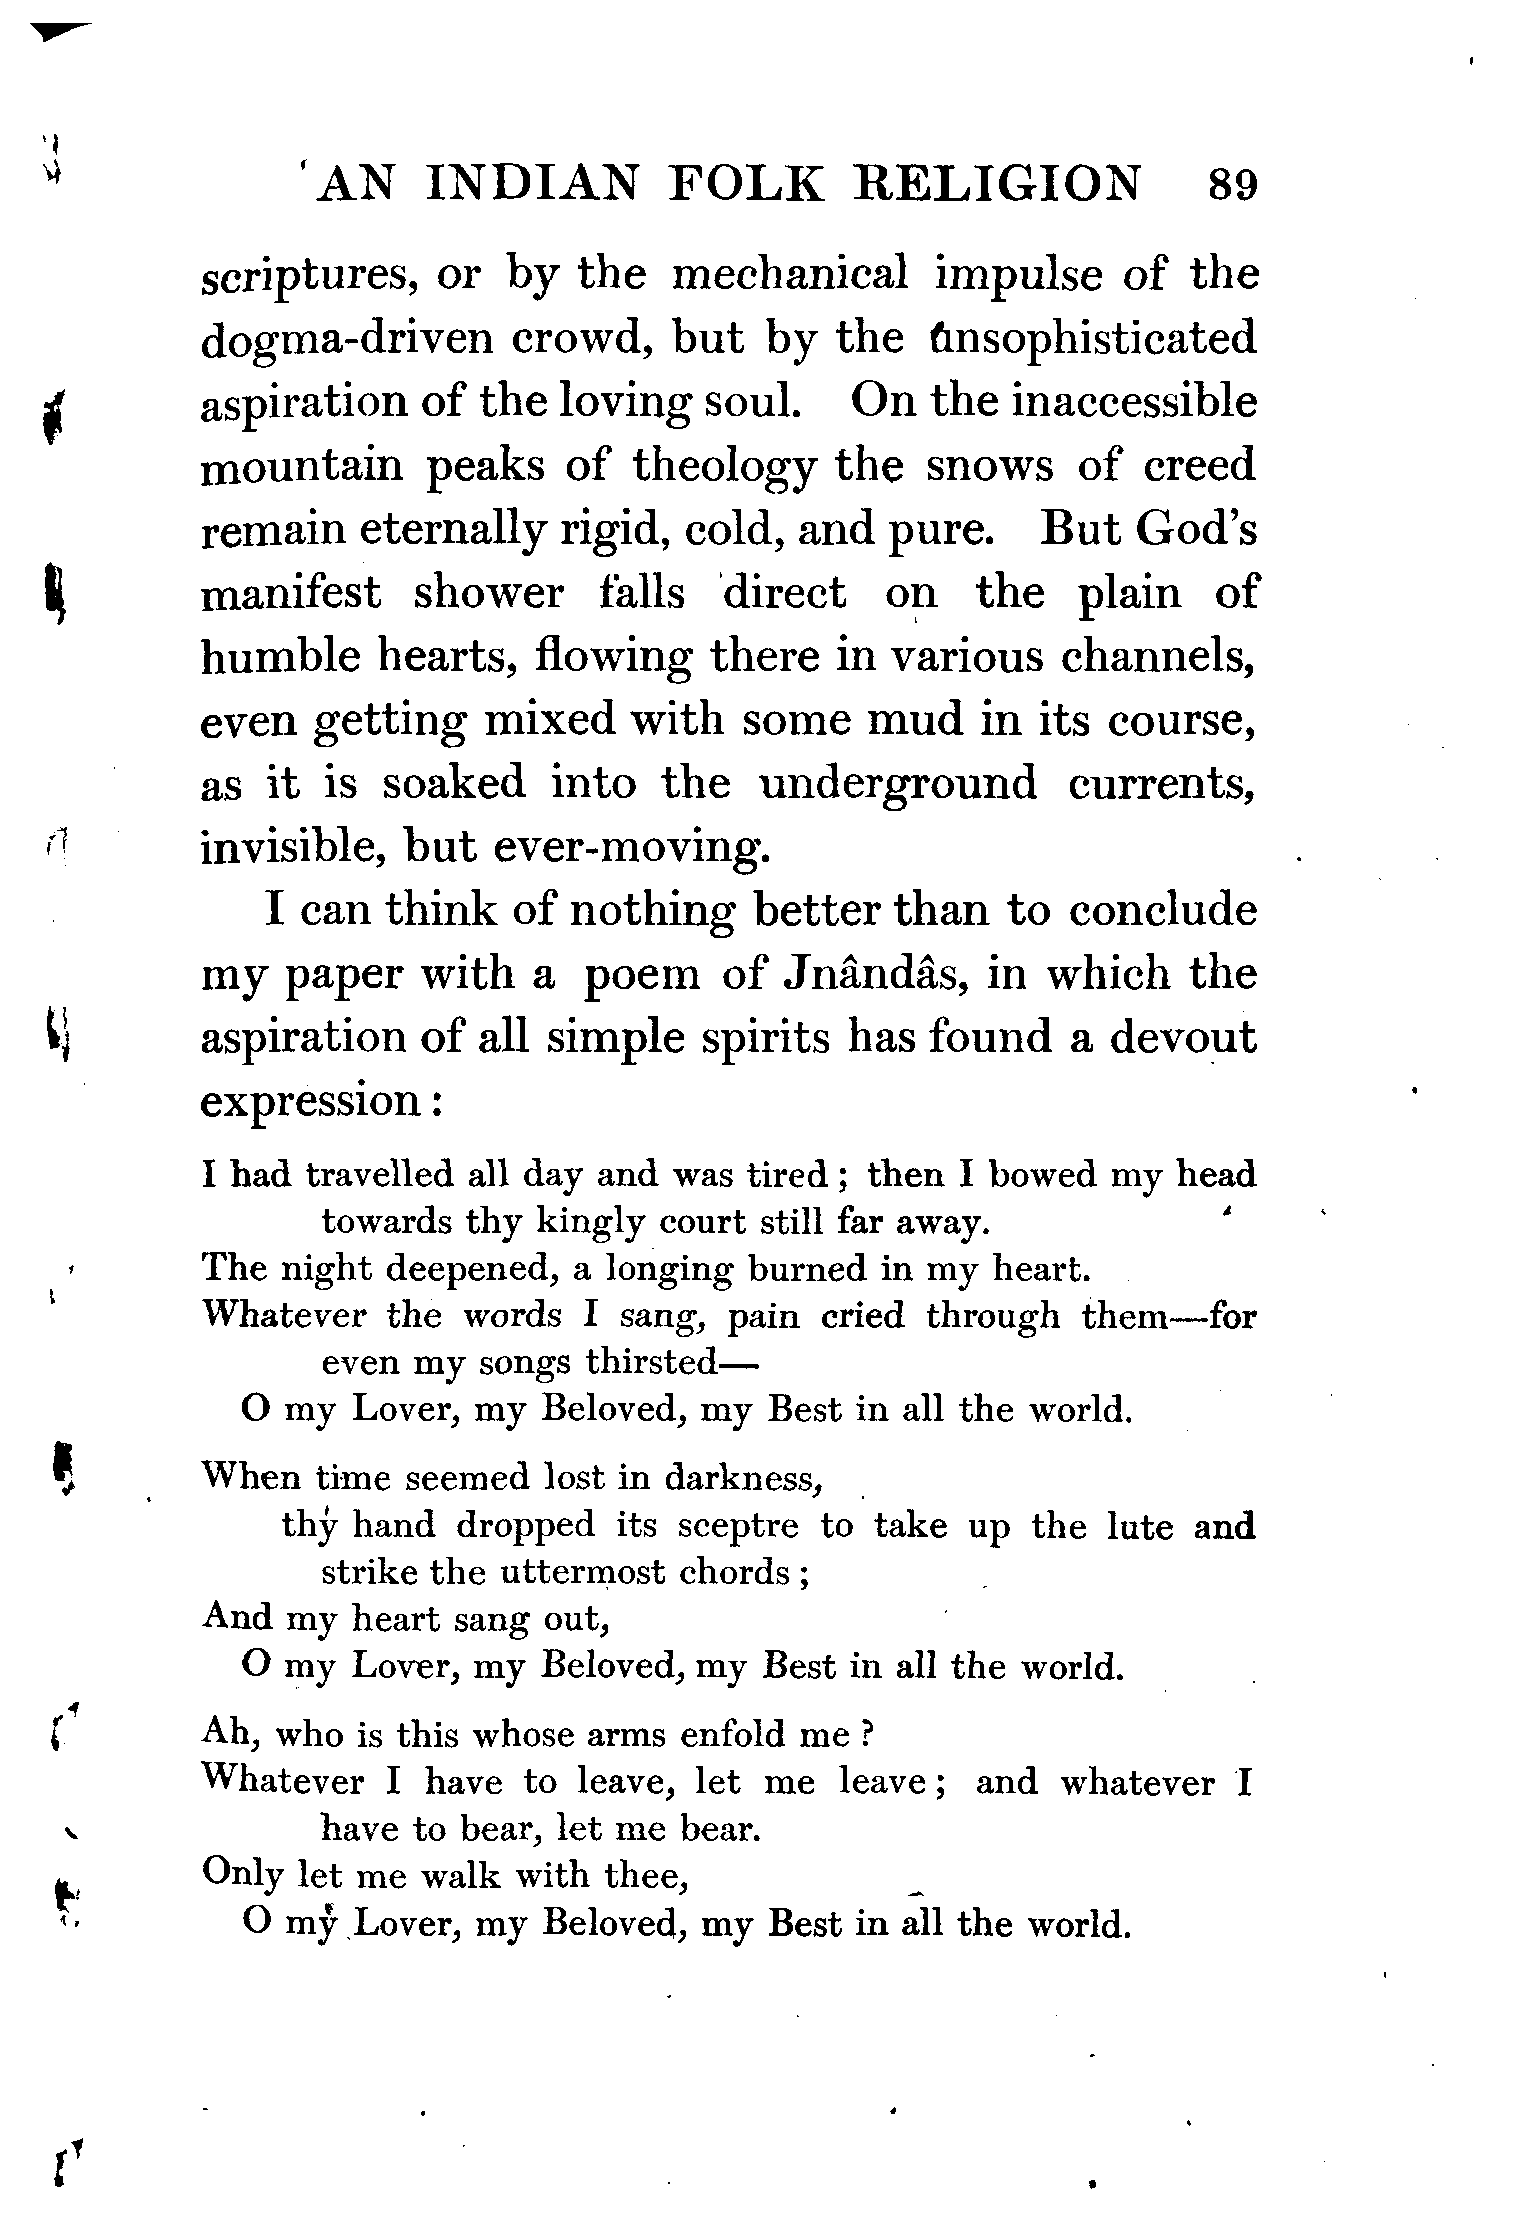 AN INDIAN FOLK RELIGION 89
scriptures, or by the mechanical impulse of the
dogma-driven crowd, but by the unsophisticated
aspiration of the loving soul. On the inaccessible
mountain peaks of theology the snows of creed
remain eternally rigid, cold, and pure. But God's
manifest shower falls direct on the plain of
humble hearts, flowing there in various channels,
even getting mixed with some mud in its course,
as it is soaked into the underground currents,
invisible, but ever-moving.
I can think of nothing better than to conclude
my paper with a poem of Jnândâs, in which the
aspiration of all simple spirits has found a devout
expression:
I had travelled all day and was tired; then I bowed my head
towards thy kingly court still far away.
The night deepened, a longing burned in my heart.
Whatever the words I sang, pain cried through them—for
even my songs thirsted—
O my Lover, my Beloved, my Best in all the world.
When time seemed lost in darkness,
thy hand dropped its sceptre to take up the lute and
strike the uttermost chords;
And my heart sang out,
O my Lover, my Beloved, my Best in all the world.
Ah, who is this whose arms enfold me?
Whatever I have to leave, let me leave; and whatever I
have to bear, let me bear.
Only let me walk with thee,
O my Lover, my Beloved, my Best in all the world.